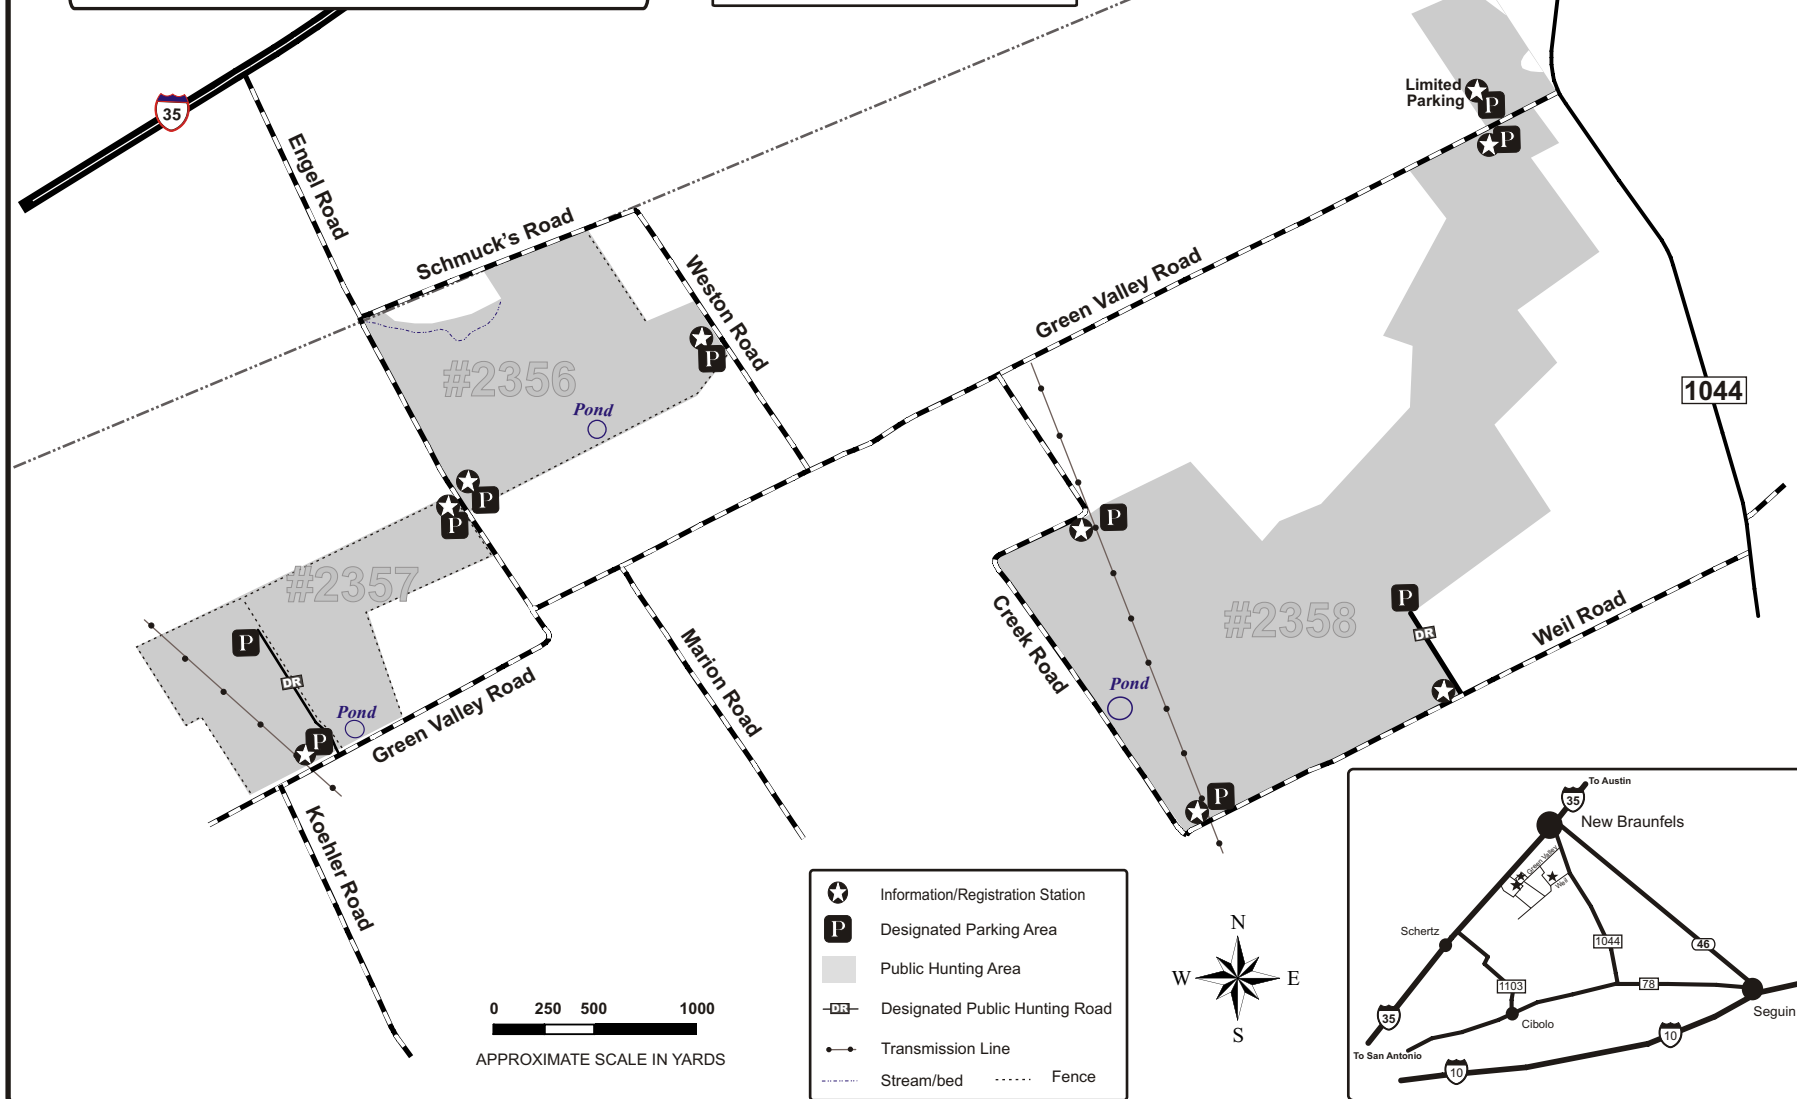 35
Engel Road
Schmuck's Road
Weston Road
Green Valley Road
Limited
Parking
P
P
1044
#2356
Pond
P
P
P
#2357
P
DR
Pond
P
Green Valley Road
Koehler Road
Marion Road
P
Creek Road
#2358
Pond
P
DR
Weil Road
P
Information/Registration Station
P Designated Parking Area
Public Hunting Area
DR Designated Public Hunting Road
Transmission Line
Stream/bed Fence
0 250 500 1000
APPROXIMATE SCALE IN YARDS
N
W E
S
To Austin
35
New Braunfels
Green Valley
Weil
Schertz
1044
46
1103
78
Seguin
Cibolo
35
10
To San Antonio
10